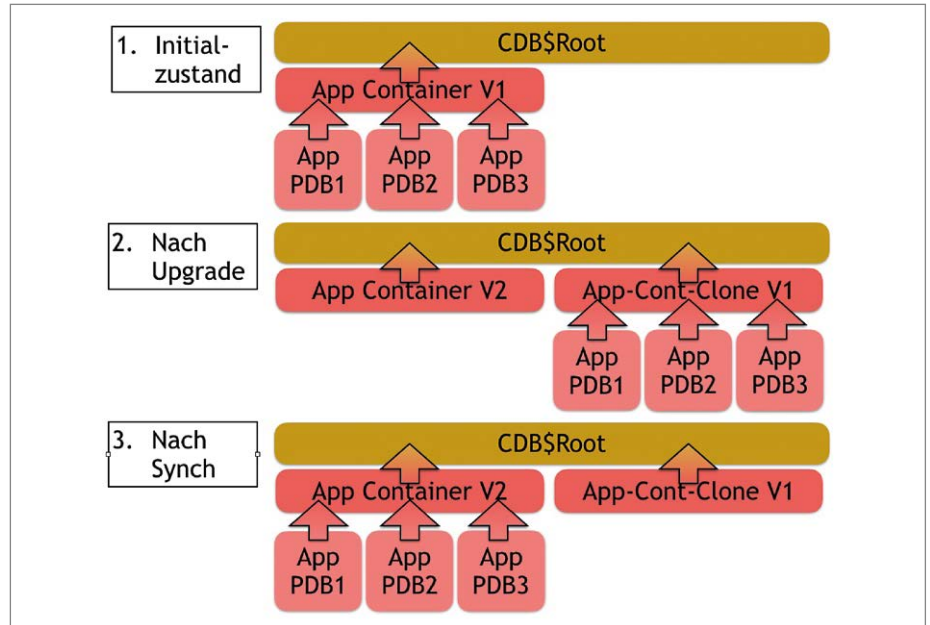 1. Initial-
zustand
CDB$Root
App Container V1
App
PDB1
App
PDB2
App
PDB3
2. Nach
Upgrade
CDB$Root
App Container V2
App-Cont-Clone V1
App
PDB1
App
PDB2
App
PDB3
3. Nach
Synch
CDB$Root
App Container V2
App-Cont-Clone V1
App
PDB1
App
PDB2
App
PDB3